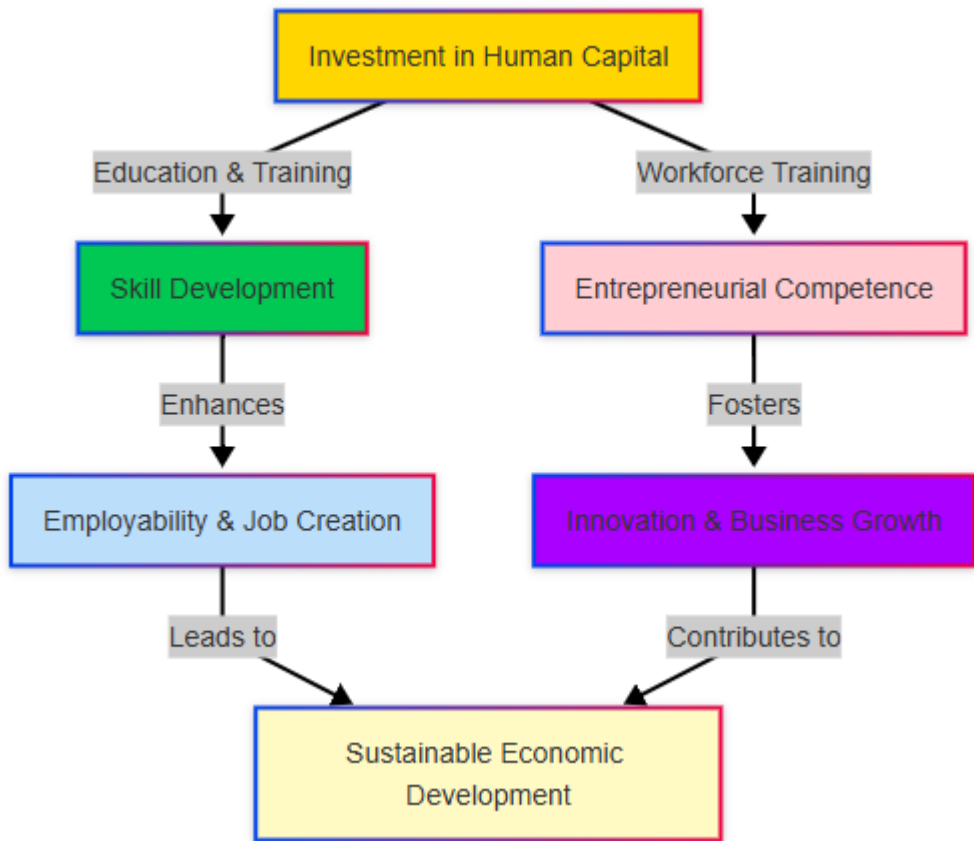 Investment in Human Capital
Education & Training
Workforce Training
Skill Development
Entrepreneurial Competence
Enhances
Fosters
Employability & Job Creation
Innovation & Business Growth
Leads to
Contributes to
Sustainable Economic
Development